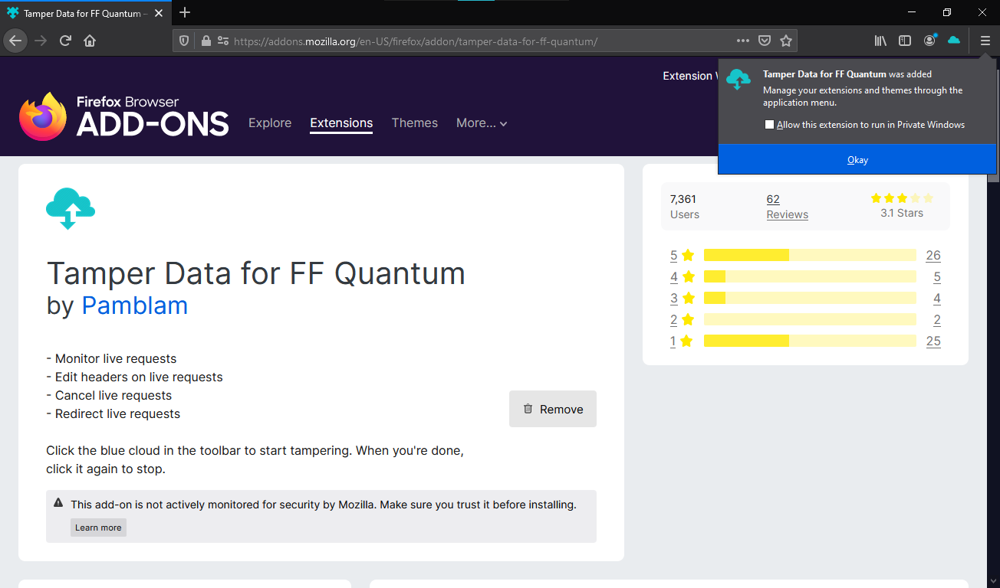 Tamper Data for FF Quantum –
https://addons.mozilla.org/en-US/firefox/addon/tamper-data-for-ff-quantum/
Tamper Data for FF Quantum was added
Manage your extensions and themes through the
application menu.
Allow this extension to run in Private Windows
Okay
Extension
Firefox Browser
ADD-ONS
Explore
Extensions
Themes
More...
Tamper Data for FF Quantum
by Pamblam
- Monitor live requests
- Edit headers on live requests
- Cancel live requests
- Redirect live requests
Remove
Click the blue cloud in the toolbar to start tampering. When you're done,
click it again to stop.
This add-on is not actively monitored for security by Mozilla. Make sure you trust it before installing.
Learn more
7,361
Users
62
Reviews
3.1 Stars
5 26
4 5
3 4
2 2
1 25